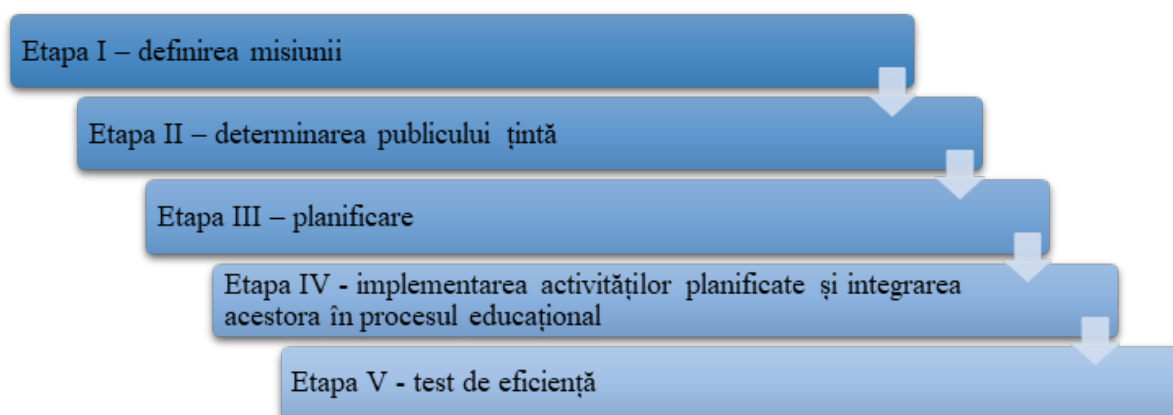 Etapa I – definirea misiunii
Etapa II – determinarea publicului țintă
Etapa III – planificare
Etapa IV - implementarea activităților planificate și integrarea
acestora în procesul educațional
Etapa V - test de eficiență